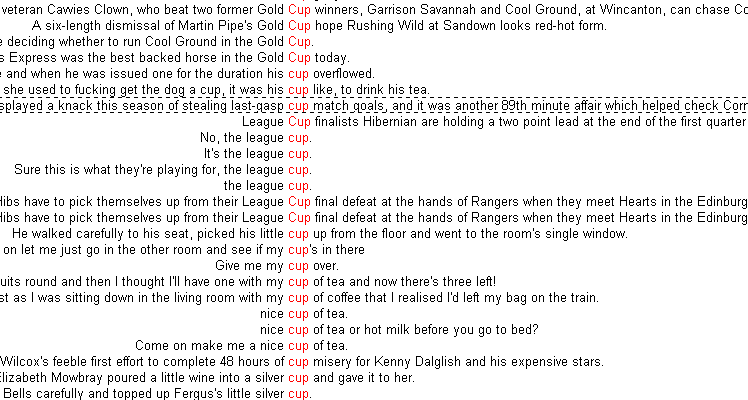 veteran Cawies Clown, who beat two former Gold Cup winners, Garrison Savannah and Cool Ground, at Wincanton, can chase Co
A six-length dismissal of Martin Pipe's Gold Cup hope Rushing Wild at Sandown looks red-hot form.
e deciding whether to run Cool Ground in the Gold Cup.
s Express was the best backed horse in the Gold Cup today.
e and when he was issued one for the duration his cup overflowed.
she used to fucking get the dog a cup, it was his cup like, to drink his tea.
splayed a knack this season of stealing last-gasp cup match goals, and it was another 89th minute affair which helped check Corr
League Cup finalists Hibernian are holding a two point lead at the end of the first quarter
No, the league cup.
It's the league cup.
Sure this is what they're playing for, the league cup.
the league cup.
Hibs have to pick themselves up from their League Cup final defeat at the hands of Rangers when they meet Hearts in the Edinburg
Hibs have to pick themselves up from their League Cup final defeat at the hands of Rangers when they meet Hearts in the Edinburg
He walked carefully to his seat, picked his little cup up from the floor and went to the room's single window.
on let me just go in the other room and see if my cup's in there
Give me my cup over.
uits round and then I thought I'll have one with my cup of tea and now there's three left!
st as I was sitting down in the living room with my cup of coffee that I realised I'd left my bag on the train.
nice cup of tea.
nice cup of tea or hot milk before you go to bed?
Come on make me a nice cup of tea.
Wilcox's feeble first effort to complete 48 hours of cup misery for Kenny Dalglish and his expensive stars.
Elizabeth Mowbray poured a little wine into a silver cup and gave it to her.
Bells carefully and topped up Fergus's little silver cup.